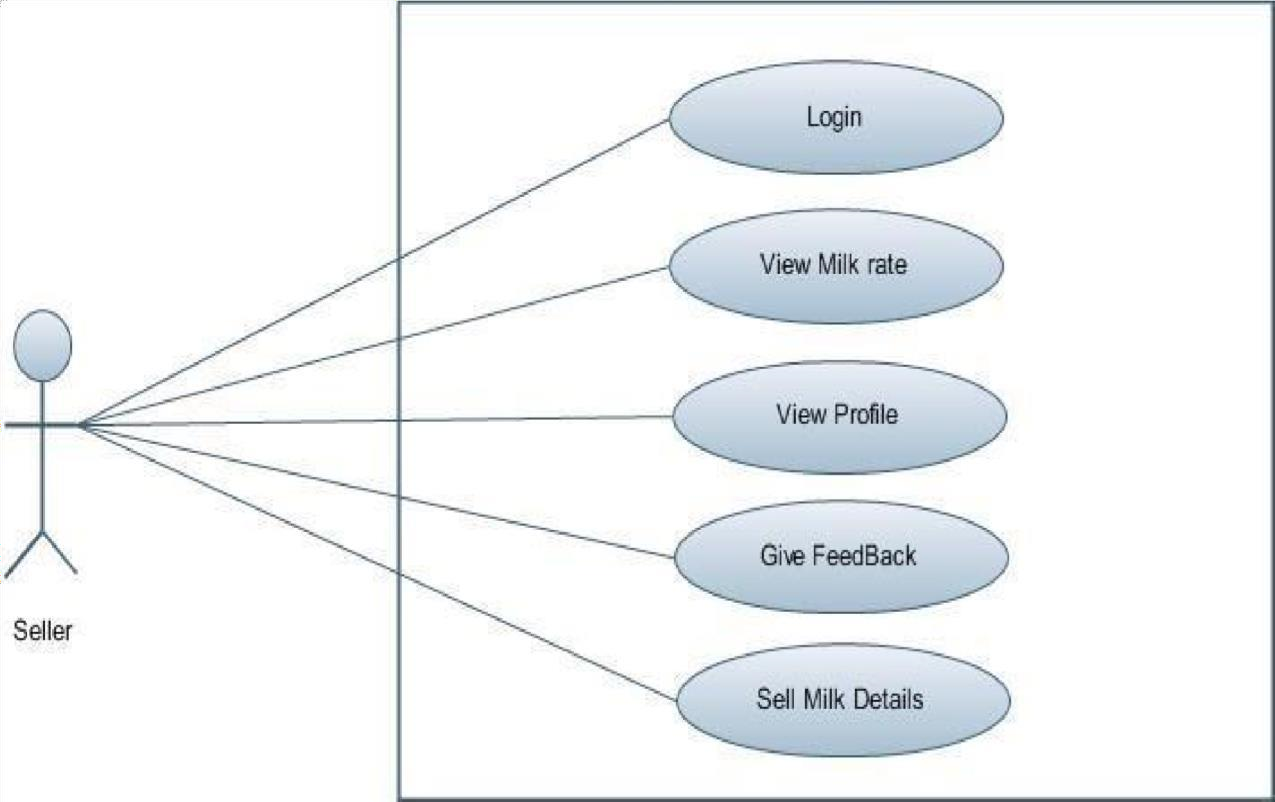 Login
View Milk rate
View Profile
Give FeedBack
Seller
Sell Milk Details